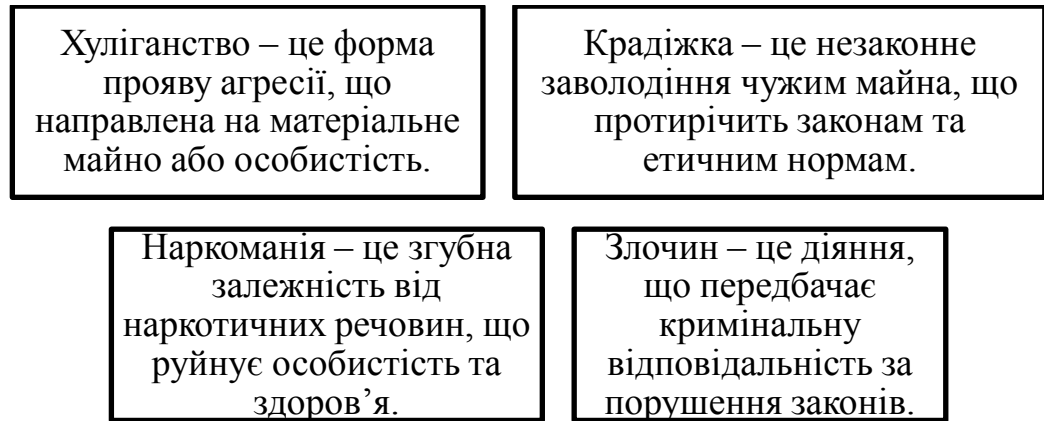 Хуліганство – це форма
прояву агресії, що
направлена на матеріальне
майно або особистість.
Крадіжка – це незаконне
заволодіння чужим майна, що
протирічить законам та
етичним нормам.
Наркоманія – це згубна
залежність від
наркотичних речовин, що
руйнує особистість та
здоров’я.
Злочин – це діяння,
що передбачає
кримінальну
відповідальність за
порушення законів.